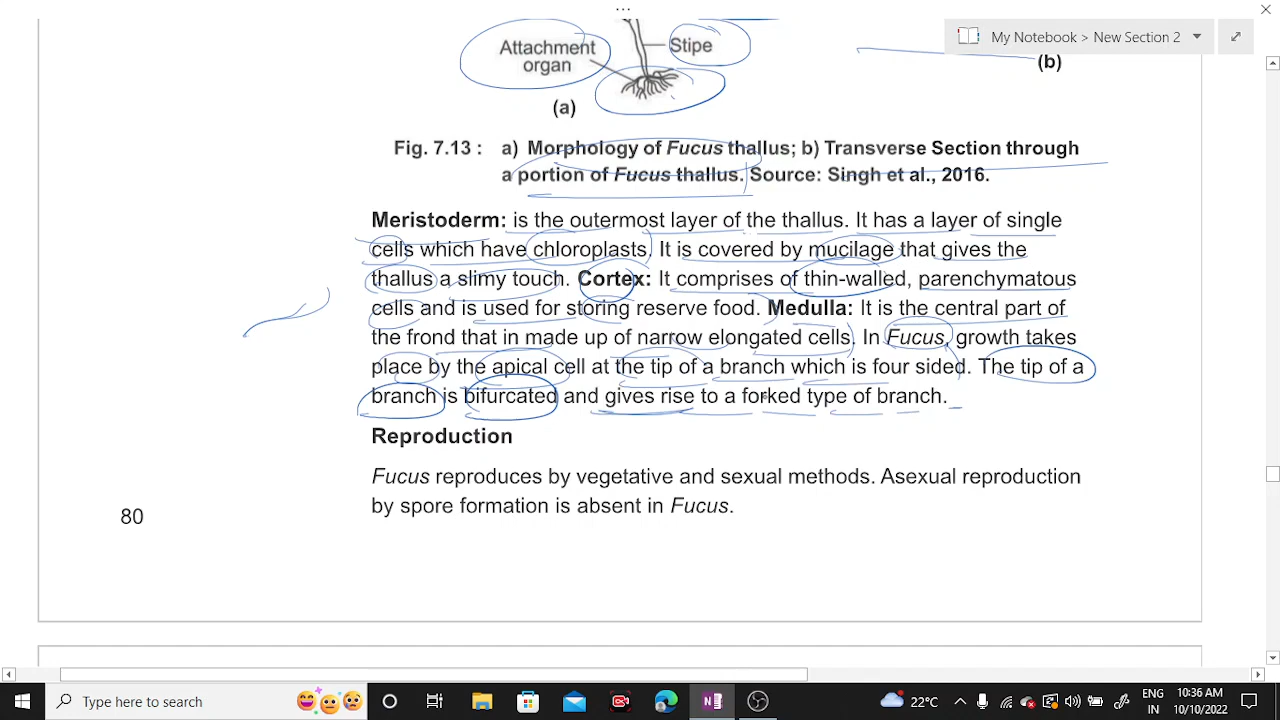 ...
My Notebook > New Section 2
Attachment
organ
Stipe
(a)
(b)
Fig. 7.13 : a) Morphology of Fucus thallus; b) Transverse Section through
a portion of Fucus thallus. Source: Singh et al., 2016.
Meristoderm: is the outermost layer of the thallus. It has a layer of single
cells which have chloroplasts. It is covered by mucilage that gives the
thallus a slimy touch. Cortex: It comprises of thin-walled, parenchymatous
cells and is used for storing reserve food. Medulla: It is the central part of
the frond that in made up of narrow elongated cells. In Fucus, growth takes
place by the apical cell at the tip of a branch which is four sided. The tip of a
branch is bifurcated and gives rise to a forked type of branch.
Reproduction
Fucus reproduces by vegetative and sexual methods. Asexual reproduction
by spore formation is absent in Fucus.
80
Type here to search
22°C
ENG
IN
10:36 AM
10/10/2022